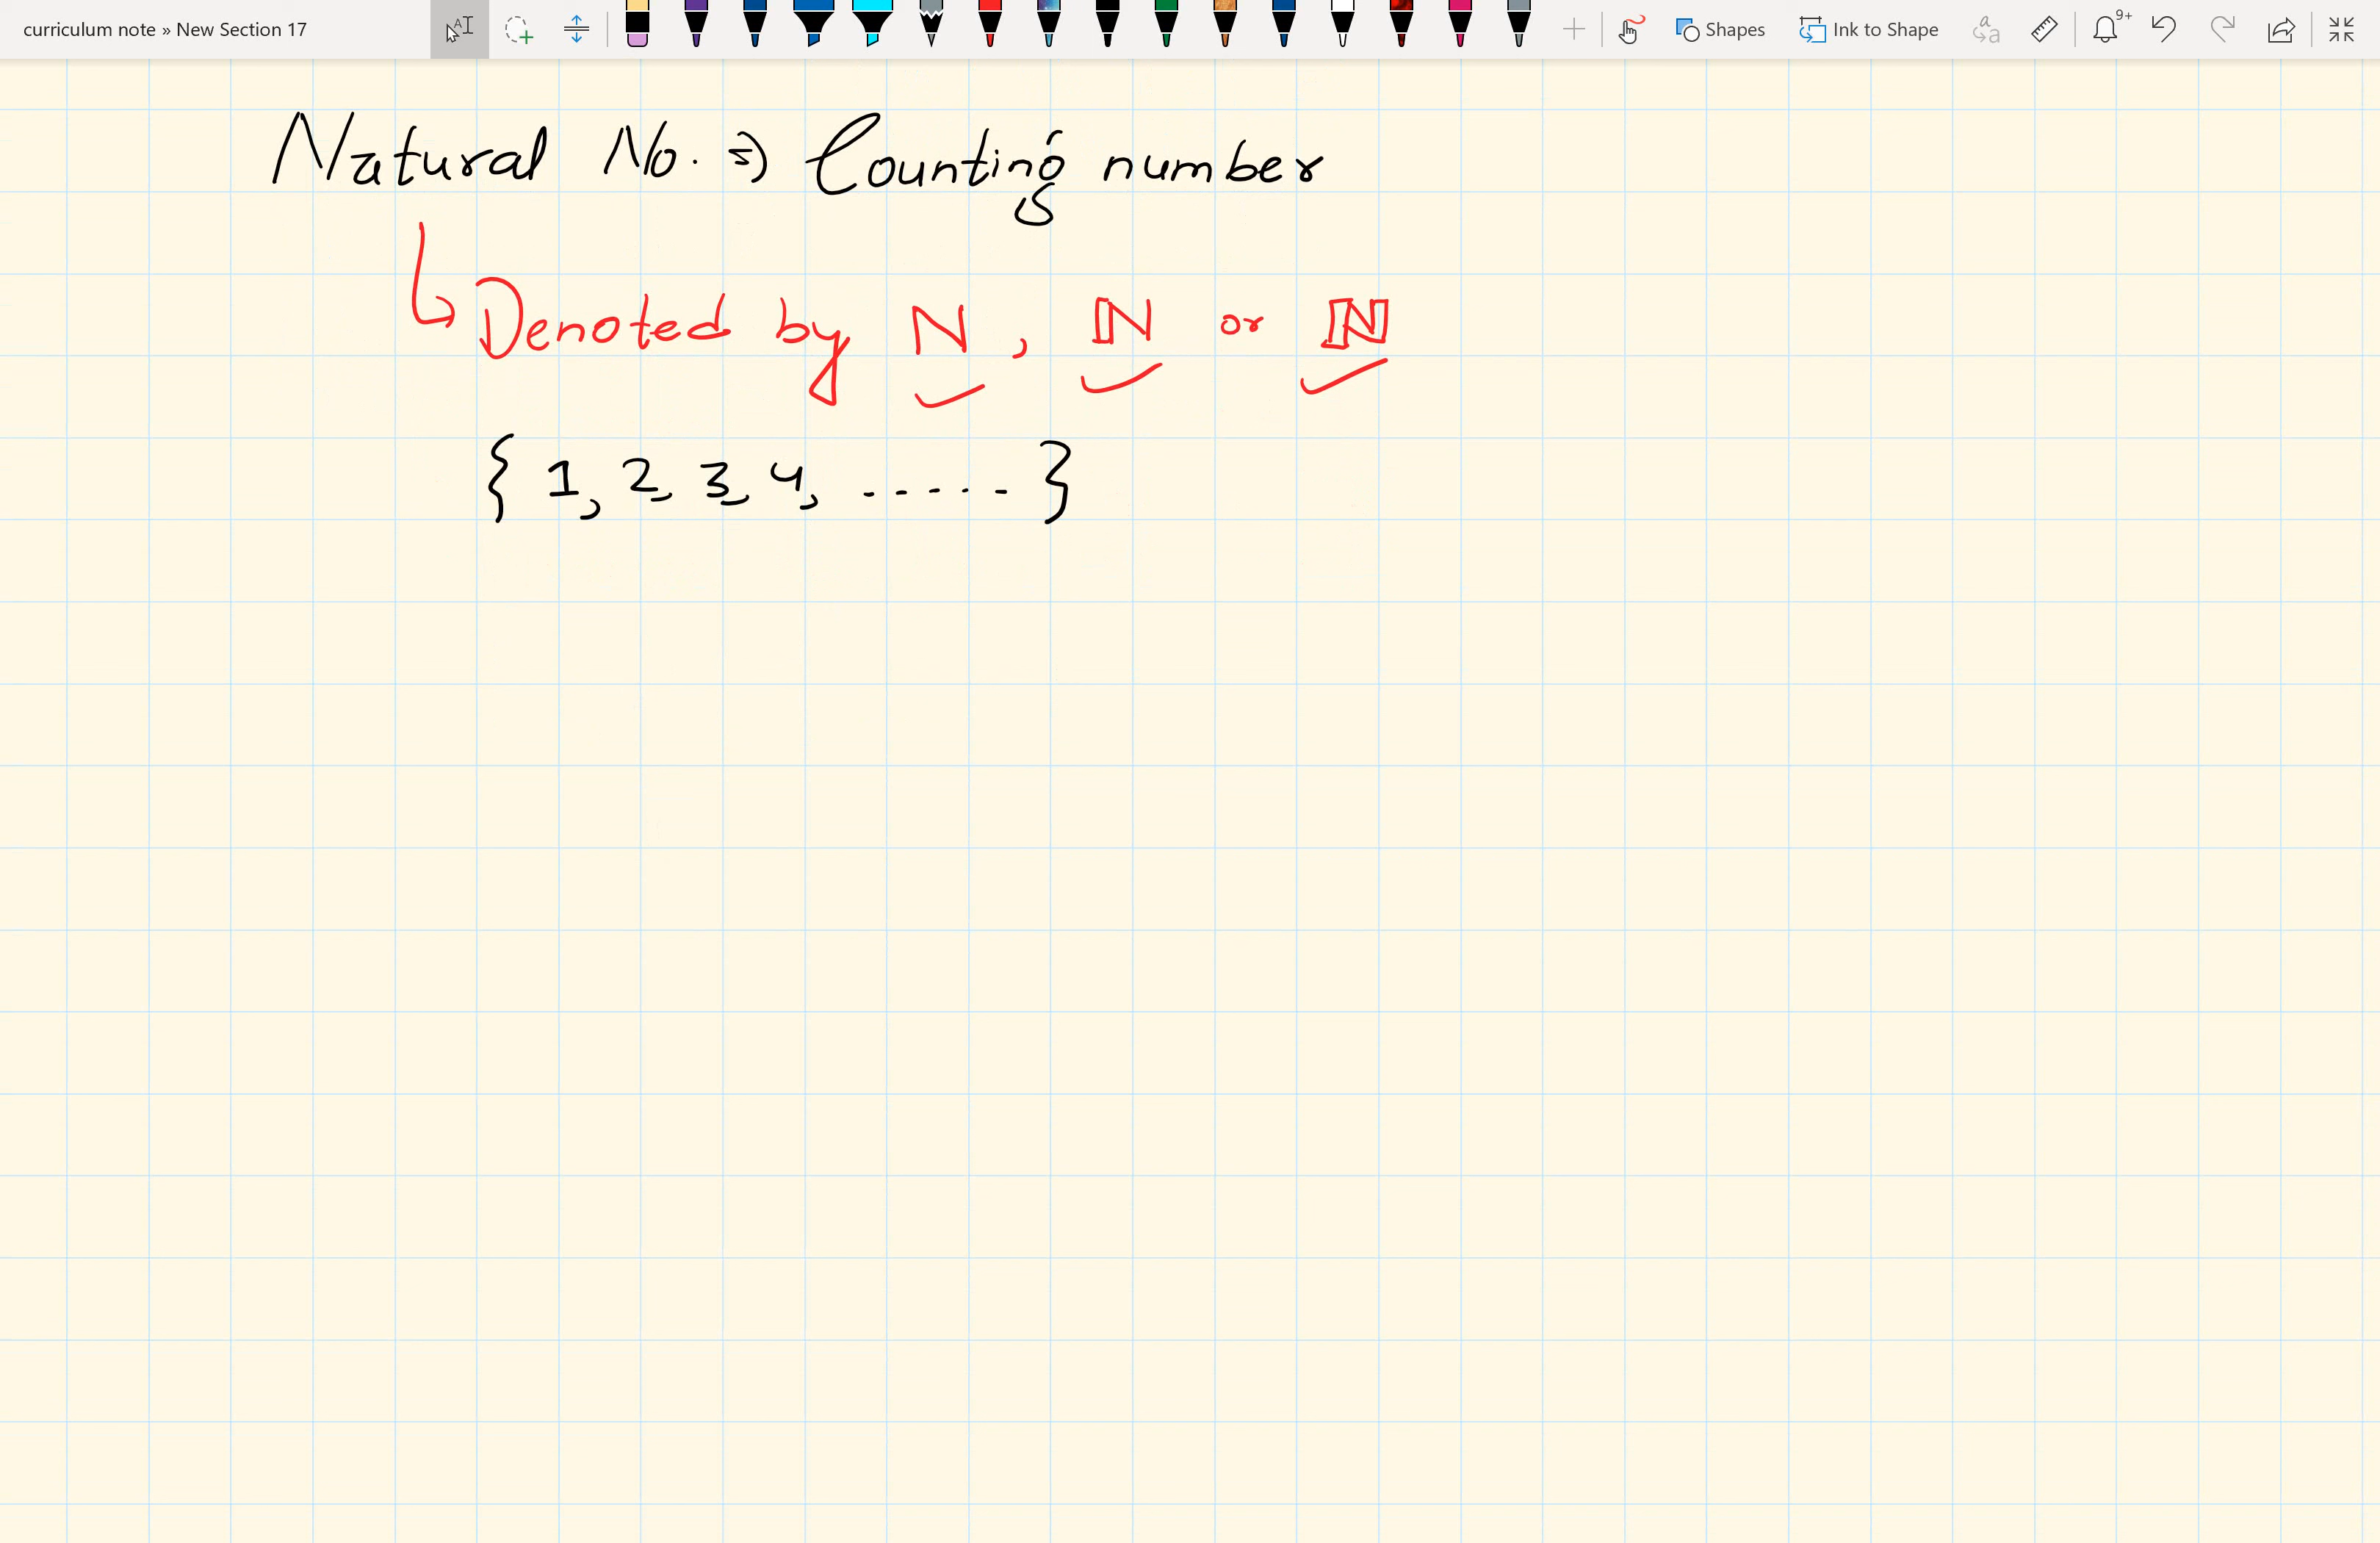 curriculum note » New Section 17
9+
Shapes
Ink to Shape
Natural No. ⇒ Counting number
↳ Denoted by N, ℕ or ℕ
{ 1, 2, 3, 4, ..... }